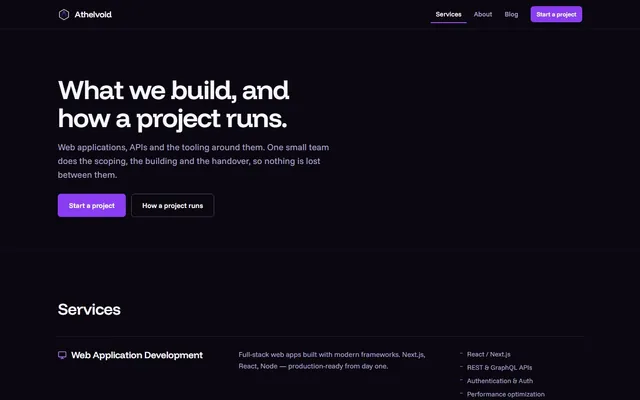 Athelvoid
Services
About
Blog
Start a project
What we build, and
how a project runs.
Web applications, APIs and the tooling around them. One small team
does the scoping, the building and the handover, so nothing is lost
between them.
Start a project
How a project runs
Services
Web Application Development
Full-stack web apps built with modern frameworks. Next.js,
React, Node — production-ready from day one.
React / Next.js
REST & GraphQL APIs
Authentication & Auth
Performance optimization